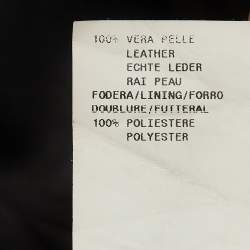 100% VERA PELLE
LEATHER
ECHTE LEDER
RAI PEAU
FODERA/LINING/FORRO
DOUBLURE/FUTTERAL
100% POLIESTERE
POLYESTER